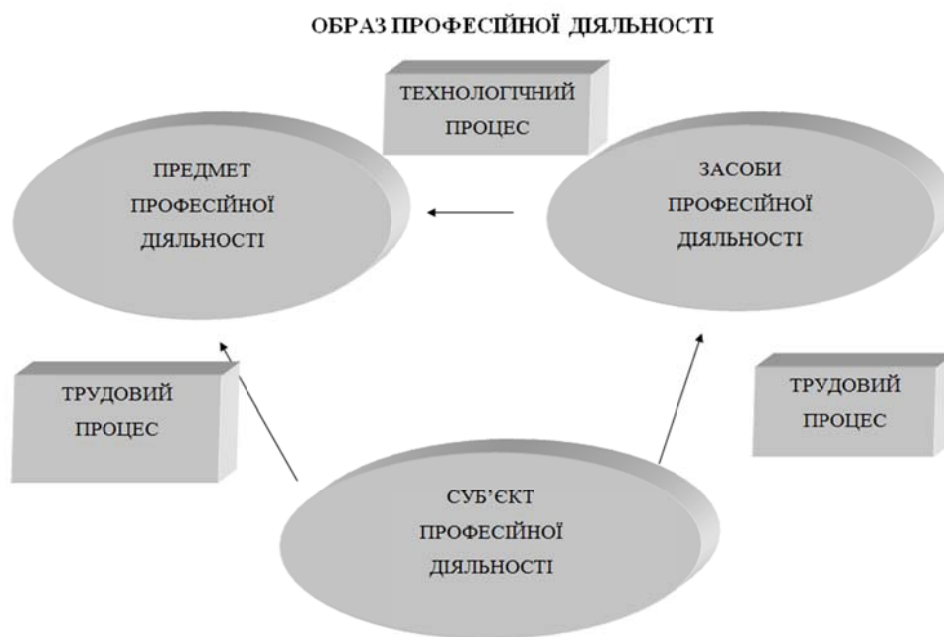 ОБРАЗ ПРОФЕСІЙНОЇ ДІЯЛЬНОСТІ
ТЕХНОЛОГІЧНИЙ
ПРОЦЕС
ПРЕДМЕТ
ПРОФЕСІЙНОЇ
ДІЯЛЬНОСТІ
ЗАСОБИ
ПРОФЕСІЙНОЇ
ДІЯЛЬНОСТІ
ТРУДОВИЙ
ПРОЦЕС
ТРУДОВИЙ
ПРОЦЕС
СУБ’ЄКТ
ПРОФЕСІЙНОЇ
ДІЯЛЬНОСТІ